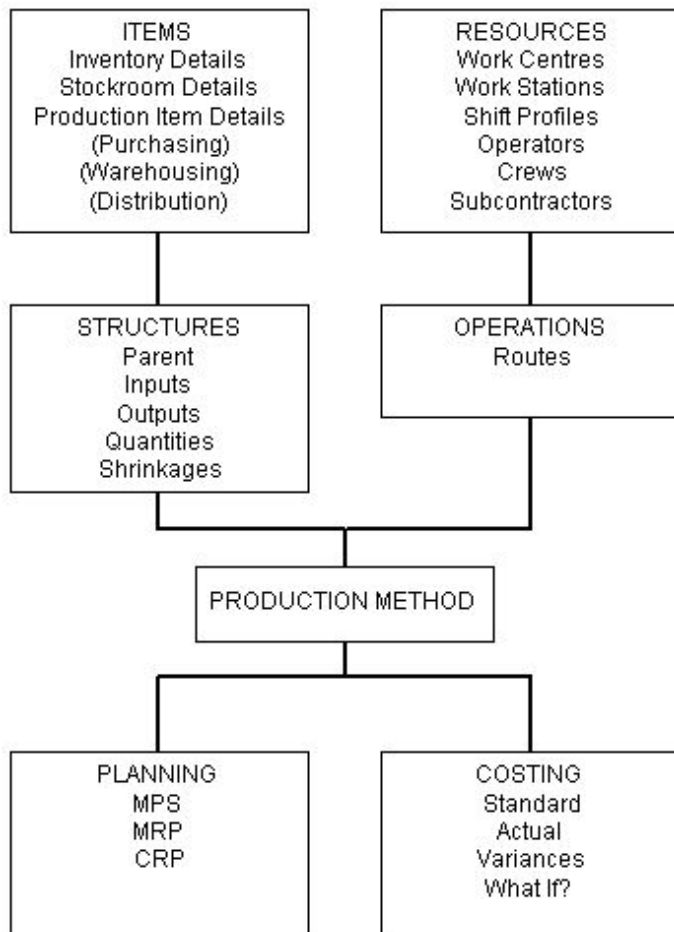 ITEMS
Inventory Details
Stockroom Details
Production Item Details
(Purchasing)
(Warehousing)
(Distribution)
RESOURCES
Work Centres
Work Stations
Shift Profiles
Operators
Crews
Subcontractors
STRUCTURES
Parent
Inputs
Outputs
Quantities
Shrinkages
OPERATIONS
Routes
PRODUCTION METHOD
PLANNING
MPS
MRP
CRP
COSTING
Standard
Actual
Variances
What If?